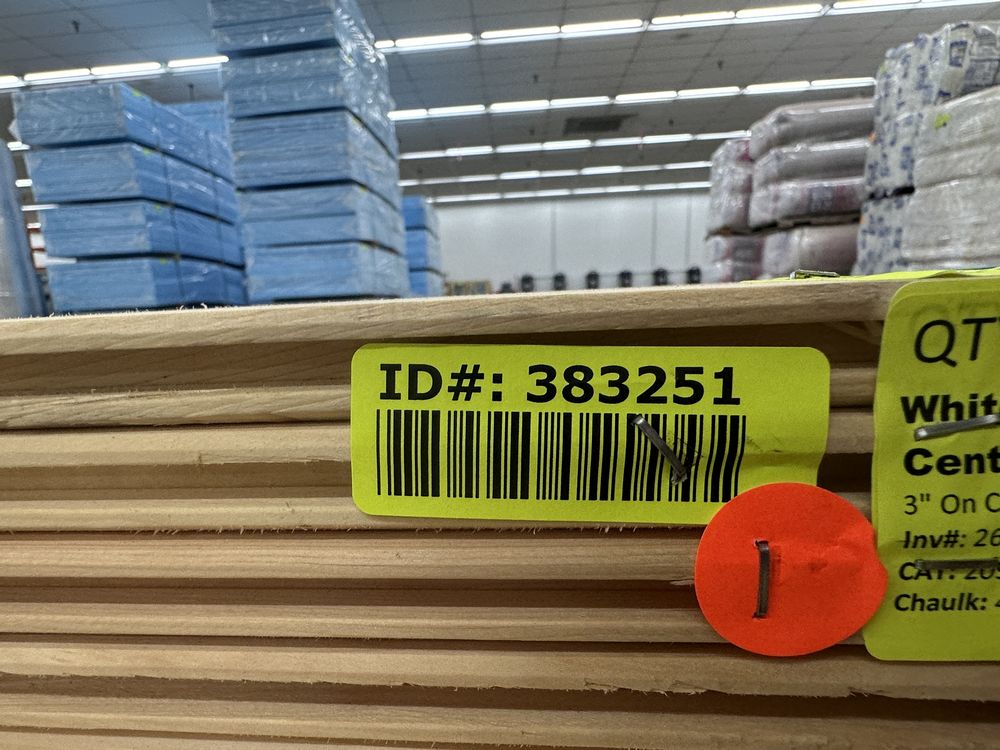 ID#: 383251
QT
Whit
Cent
3" On C
Inv#: 26
CAT: 20
Chaulk: 4